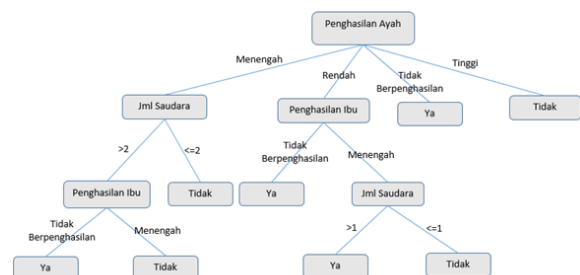 Penghasilan Ayah
Menengah
Rendah
Tidak
Berpenghasilan
Tinggi
Jml Saudara
Penghasilan Ibu
Ya
Tidak
>2
<=2
Tidak
Berpenghasilan
Menengah
Penghasilan Ibu
Tidak
Ya
Jml Saudara
Tidak
Berpenghasilan
Menengah
>1
<=1
Ya
Tidak
Ya
Tidak